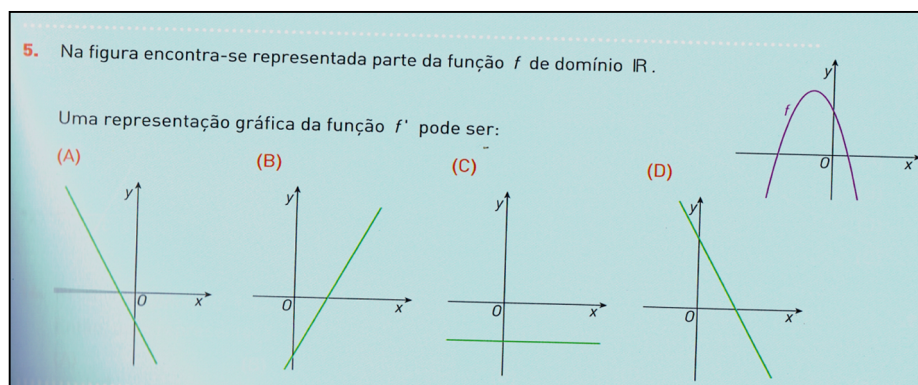 5. Na figura encontra-se representada parte da função f de domínio ℝ.
y
f
O
x
Uma representação gráfica da função f' pode ser:
(A)
(B)
(C)
(D)
y
O
x
y
O
x
y
O
x
y
O
x